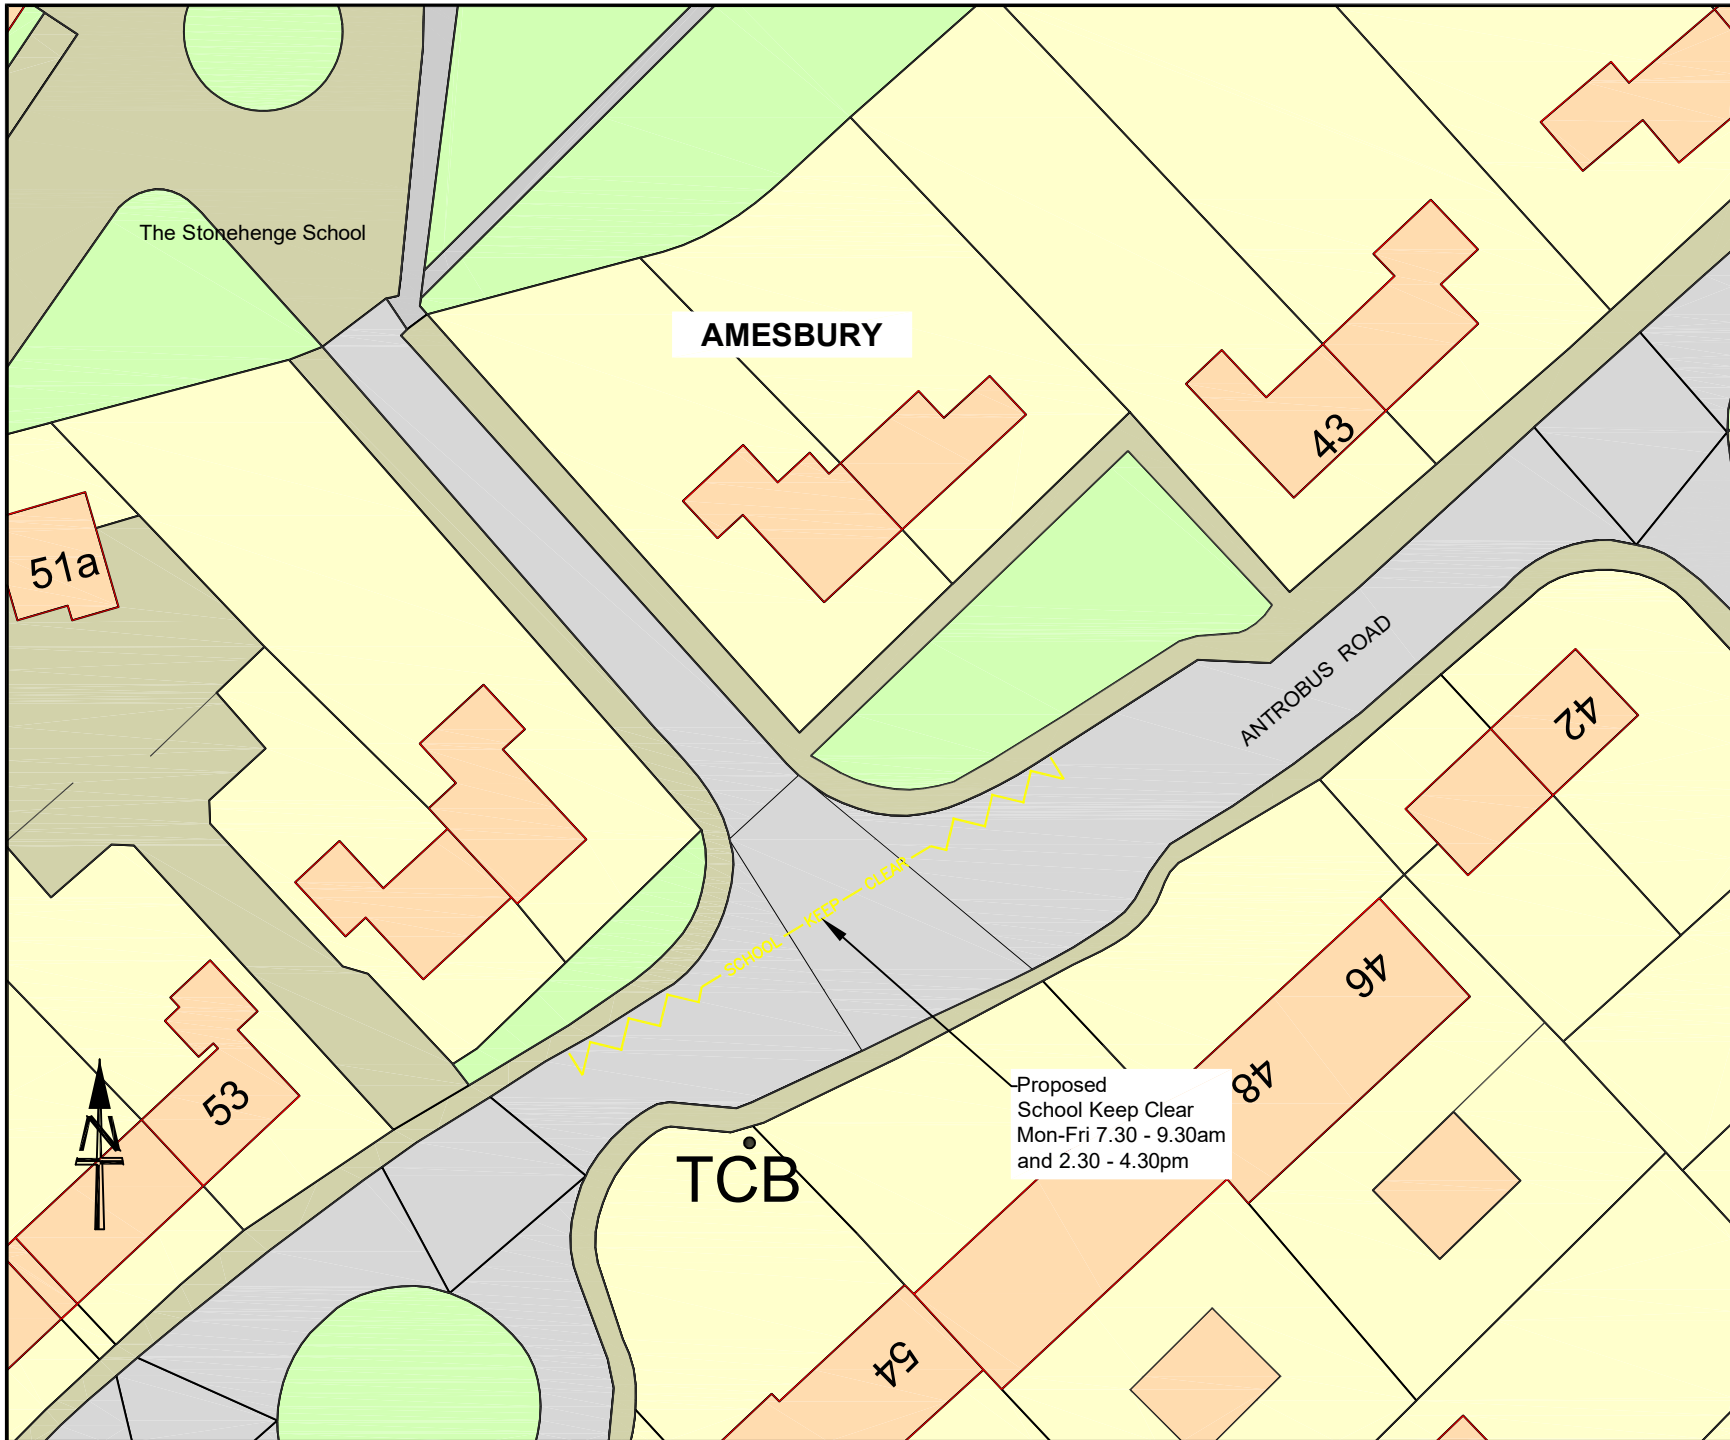 The Stonehenge School
AMESBURY
43
51a
ANTROBUS ROAD
42
SCHOOL KEEP CLEAR
46
48
53
N
Proposed
School Keep Clear
Mon-Fri 7.30 - 9.30am
and 2.30 - 4.30pm
TCB
54